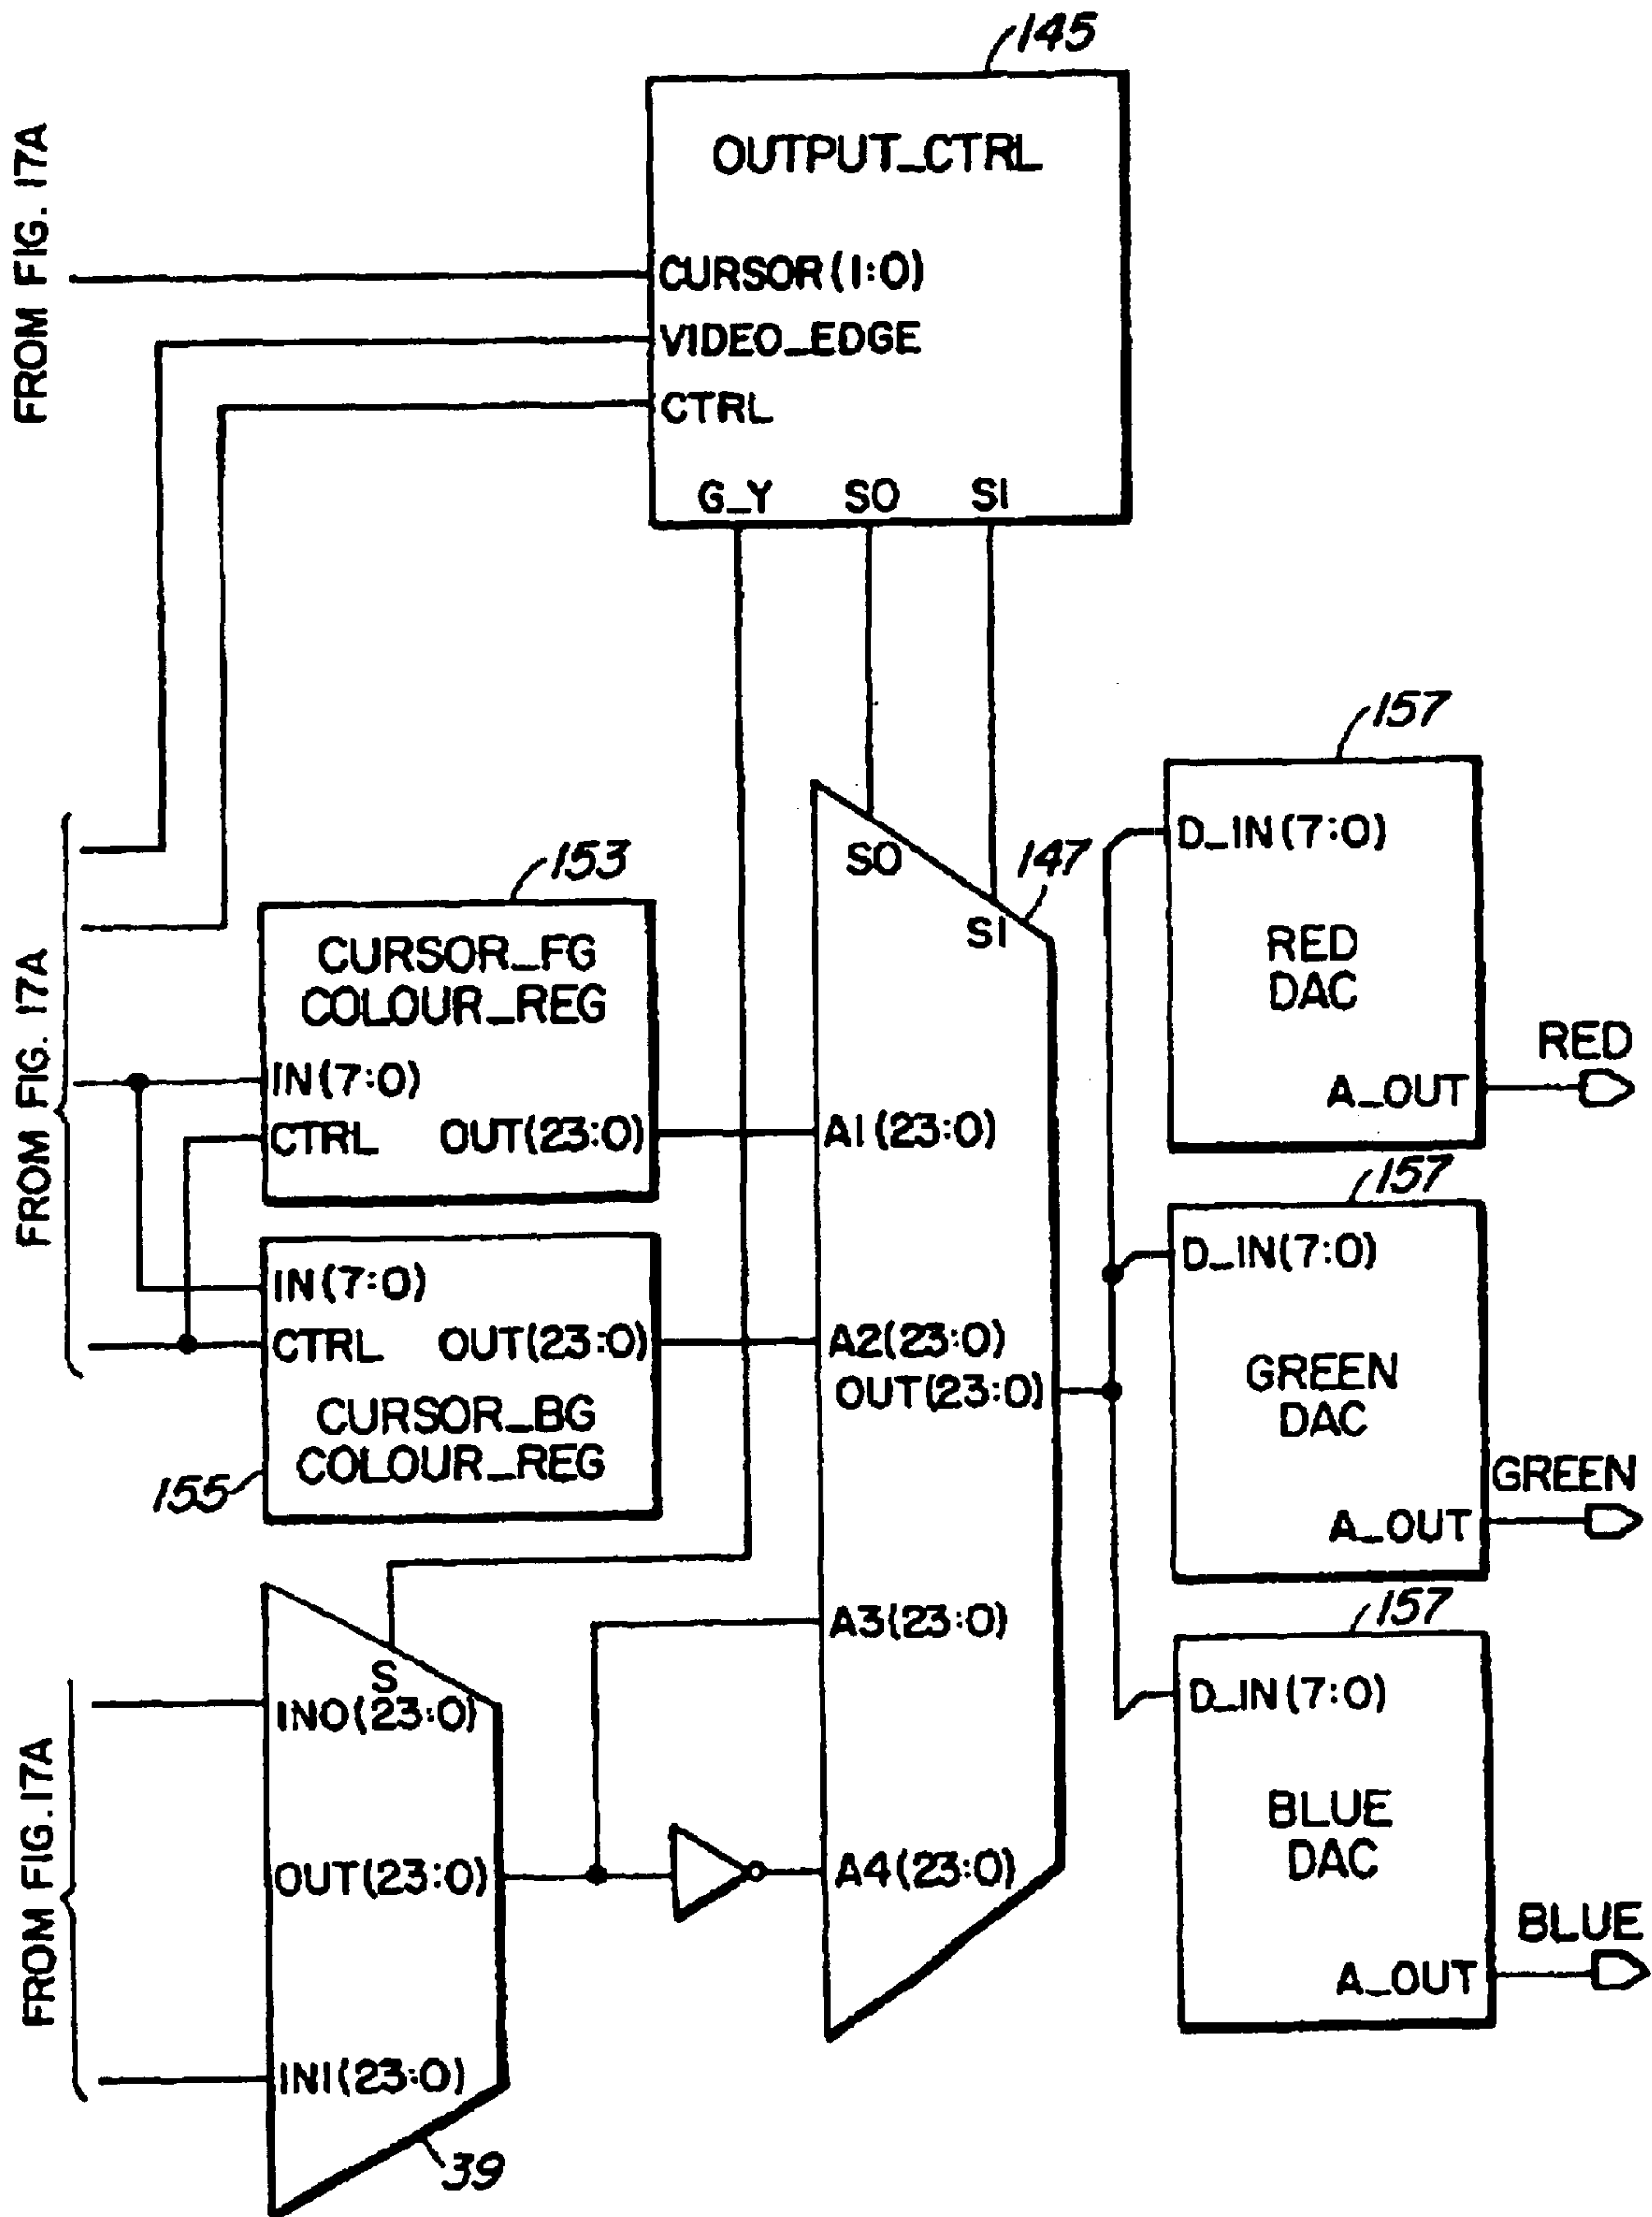 145
OUTPUT_CTRL
FROM FIG. 17A
CURSOR(1:0)
VIDEO_EDGE
CTRL
G_Y S0 S1
157
153
S0
147
S1
D_IN(7:0)
RED
DAC
RED
A_OUT
FROM FIG. 17A
CURSOR_FG
COLOUR_REG
IN(7:0)
CTRL OUT(23:0)
A1(23:0)
157
IN(7:0)
D_IN(7:0)
CTRL OUT(23:0)
A2(23:0)
OUT(23:0)
GREEN
DAC
CURSOR_BG
COLOUR_REG
155
GREEN
A_OUT
157
A3(23:0)
S
IN0(23:0)
D_IN(7:0)
FROM FIG. 17A
OUT(23:0)
A4(23:0)
BLUE
DAC
BLUE
A_OUT
IN1(23:0)
39